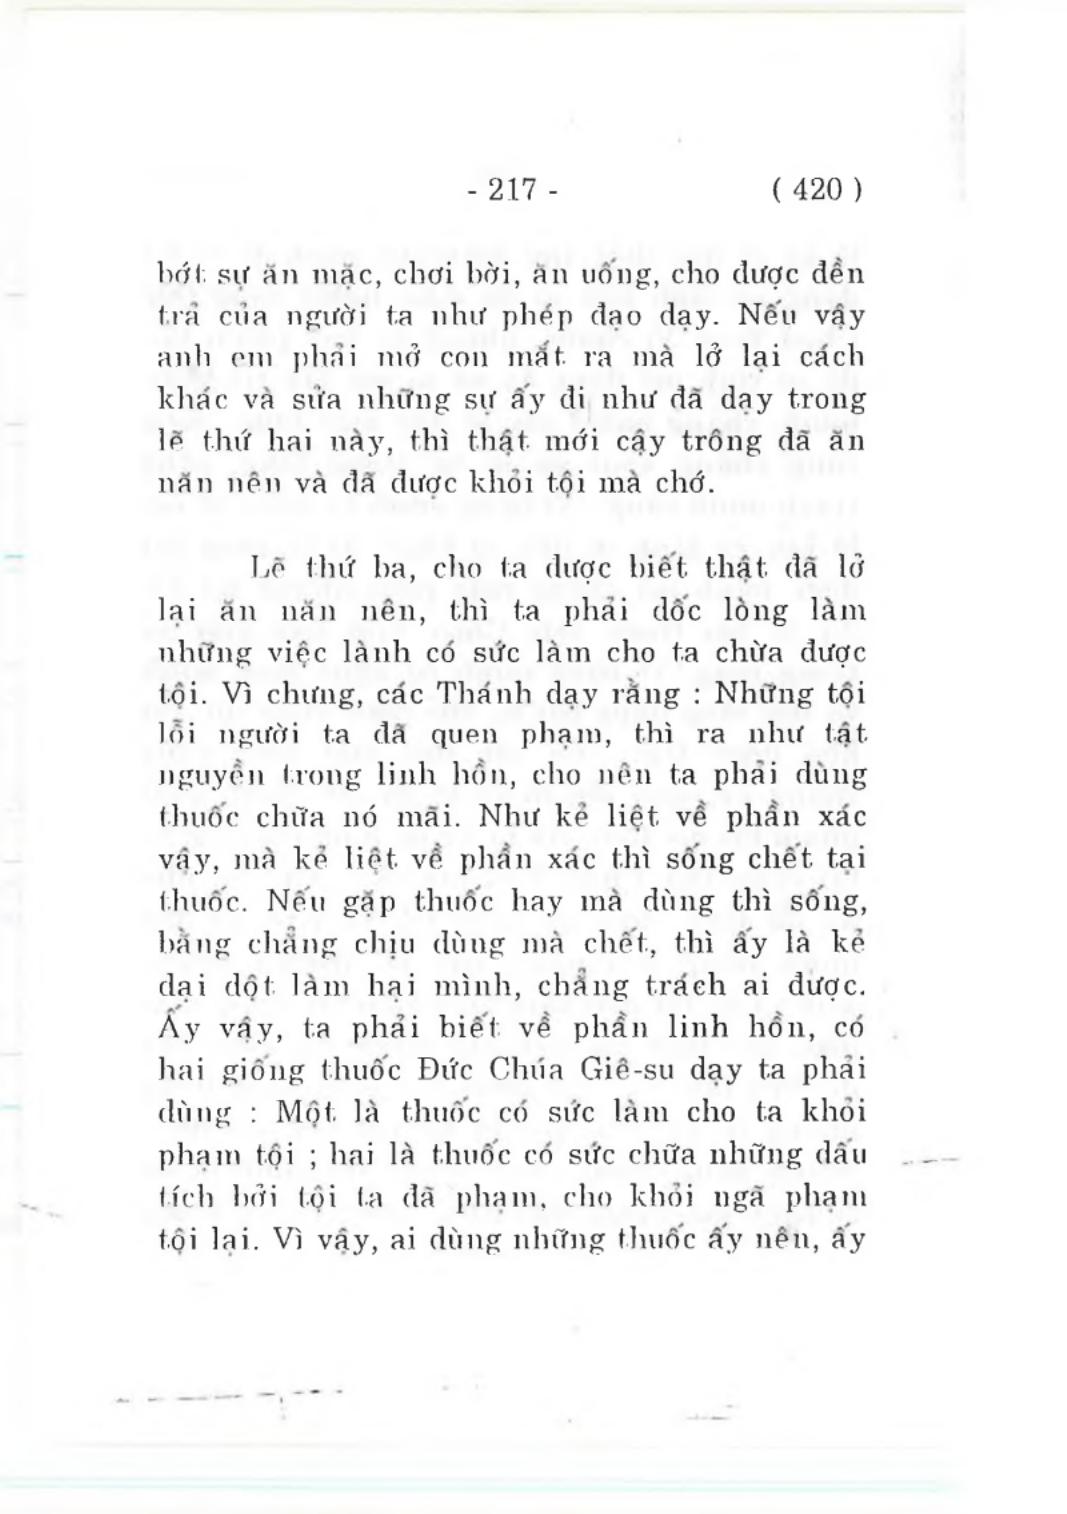 - 217 - ( 420 )
bớt sự ăn mặc, chơi bời, ăn uống, cho được đền
trả của người ta như phép đạo dạy. Nếu vậy
anh em phải mở con mắt ra mà lở lại cách
khác và sửa những sự ấy đi như đã dạy trong
lẽ thứ hai này, thì thật mới cậy trông đã ăn
năn nên và đã được khỏi tội mà chớ.
Lẽ thứ ba, cho ta được biết thật đã lở
lại ăn năn nên, thì ta phải dốc lòng làm
những việc lành có sức làm cho ta chừa được
tội. Vì chưng, các Thánh dạy rằng : Những tội
lỗi người ta đã quen phạm, thì ra như tật
nguyền trong linh hồn, cho nên ta phải dùng
thuốc chữa nó mãi. Như kẻ liệt về phần xác
vậy, mà kẻ liệt về phần xác thì sống chết tại
thuốc. Nếu gặp thuốc hay mà dùng thì sống,
bằng chẳng chịu dùng mà chết, thì ấy là kẻ
dại dột làm hại mình, chẳng trách ai được.
Ấy vậy, ta phải biết về phần linh hồn, có
hai giống thuốc Đức Chúa Giê-su dạy ta phải
dùng : Một là thuốc có sức làm cho ta khỏi
phạm tội ; hai là thuốc có sức chữa những dấu
tích bởi tội ta đã phạm, cho khỏi ngã phạm
tội lại. Vì vậy, ai dùng những thuốc ấy nên, ấy